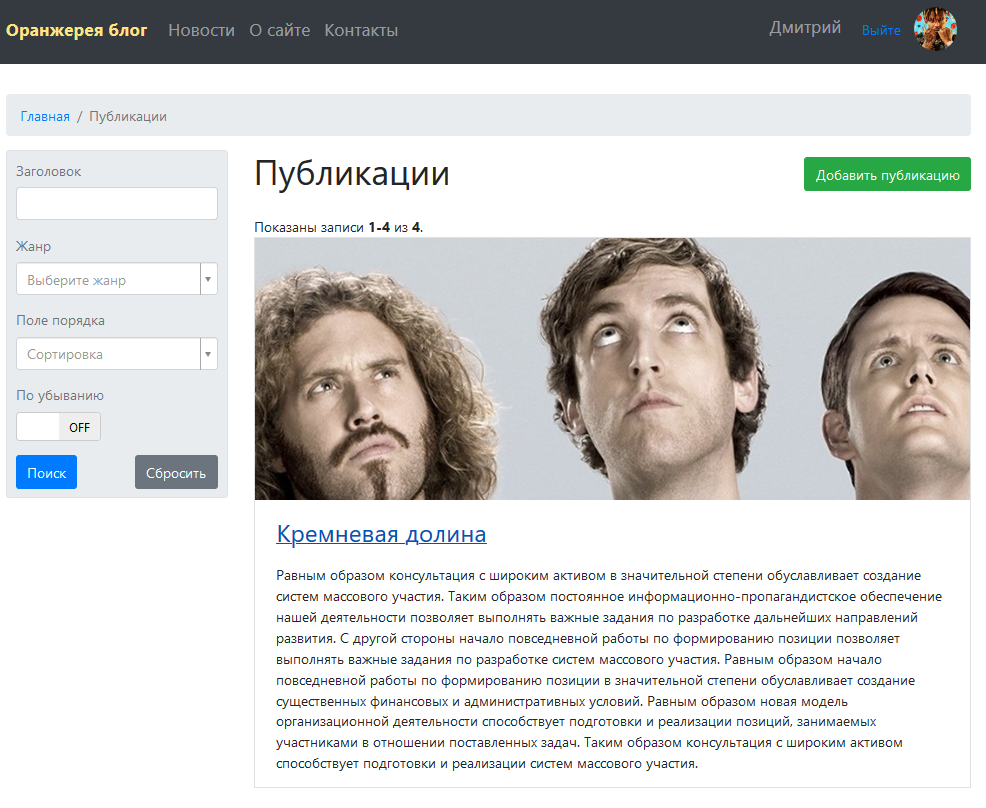 Оранжерея блог Новости О сайте Контакты Дмитрий Выйте
Главная / Публикации
Заголовок
Жанр
Выберите жанр
Поле порядка
Сортировка
По убыванию
OFF
Поиск Сбросить
Публикации
Добавить публикацию
Показаны записи 1-4 из 4.
Кремневая долина
Равным образом консультация с широким активом в значительной степени обуславливает создание
систем массового участия. Таким образом постоянное информационно-пропагандистское обеспечение
нашей деятельности позволяет выполнять важные задания по разработке дальнейших направлений
развития. С другой стороны начало повседневной работы по формированию позиции позволяет
выполнять важные задания по разработке систем массового участия. Равным образом начало
повседневной работы по формированию позиции в значительной степени обуславливает создание
существенных финансовых и административных условий. Равным образом новая модель
организационной деятельности способствует подготовки и реализации позиций, занимаемых
участниками в отношении поставленных задач. Таким образом консультация с широким активом
способствует подготовки и реализации систем массового участия.